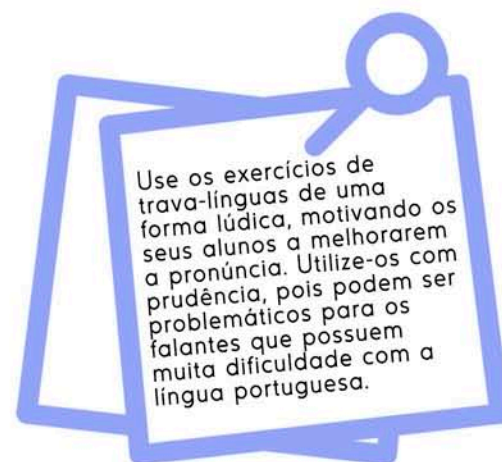 Use os exercícios de
trava-línguas de uma
forma lúdica, motivando os
seus alunos a melhorarem
a pronúncia. Utilize-os com
prudência, pois podem ser
problemáticos para os
falantes que possuem
muita dificuldade com a
língua portuguesa.